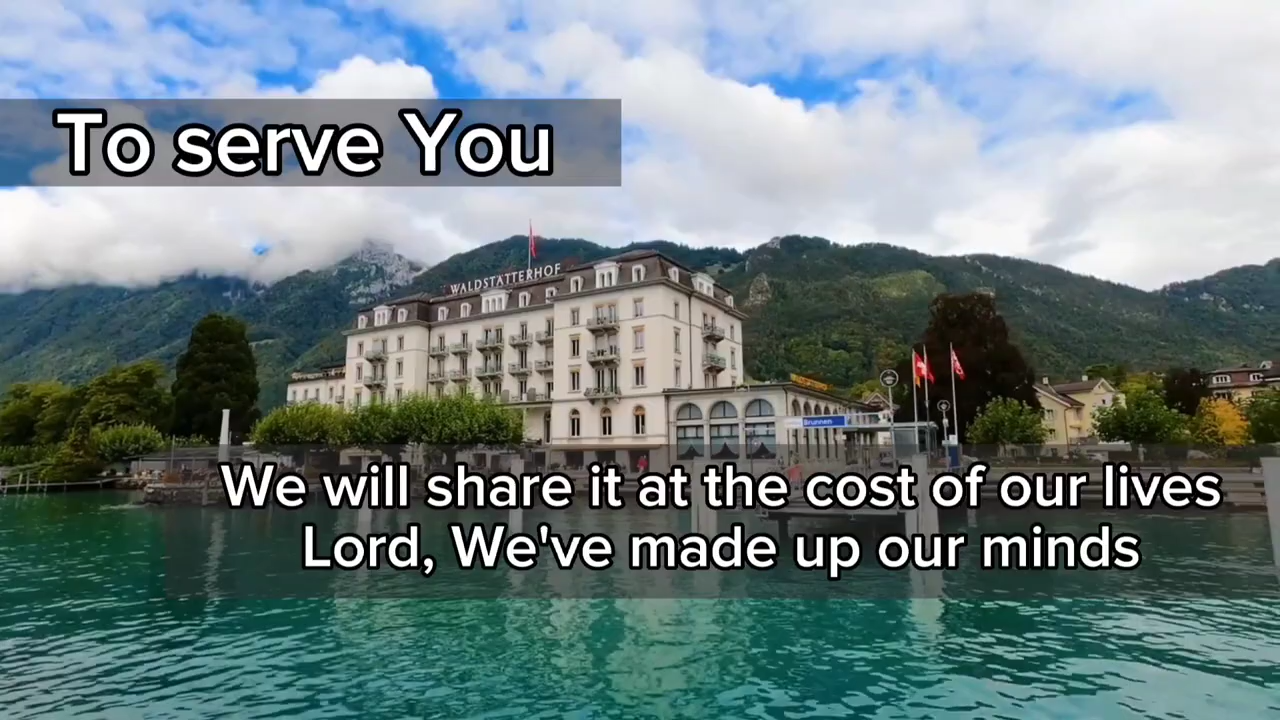 To serve You
WALDSTÄTTERHOF
Brunnen
We will share it at the cost of our lives
Lord, We've made up our minds